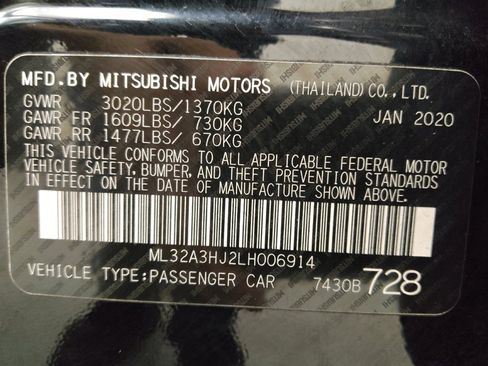 MFD.BY MITSUBISHI MOTORS (THAILAND) CO.,LTD.
GVWR 3020LBS/1370KG JAN 2020
GAWR FR 1609LBS/ 730KG
GAWR RR 1477LBS/ 670KG
THIS VEHICLE CONFORMS TO ALL APPLICABLE FEDERAL MOTOR
VEHICLE SAFETY, BUMPER, AND THEFT PREVENTION STANDARDS
IN EFFECT ON THE DATE OF MANUFACTURE SHOWN ABOVE.
ML32A3HJ2LH006914
VEHICLE TYPE:PASSENGER CAR 7430B 728